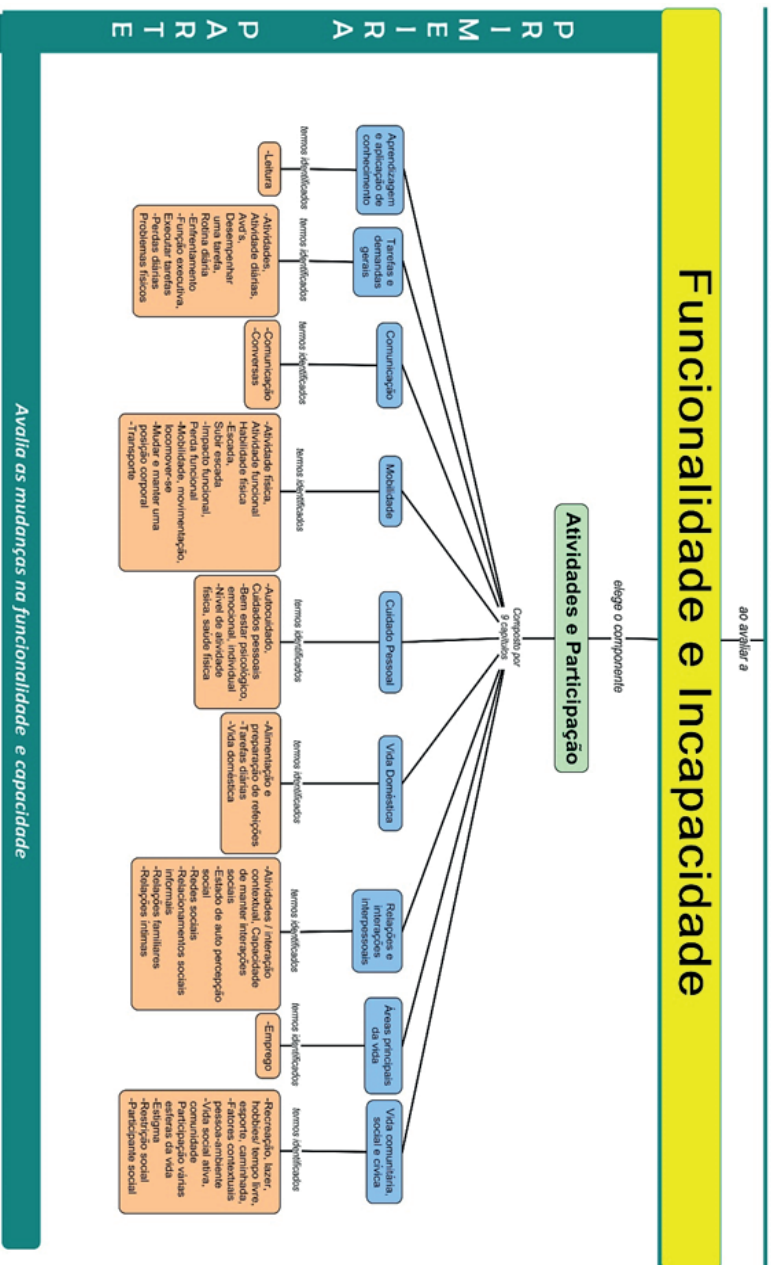 ao avaliar a
Funcionalidade e Incapacidade
PRIMEIRA PARTE
elege o componente
Atividades e Participação
Composto por
9 capítulos
Aprendizagem
e aplicação de
conhecimento
termos identificados
-Leitura
Tarefas e
demandas
gerais
termos identificados
-Atividades,
Atividade diárias,
Avd's,
Desempenhar
uma tarefa,
Rotina diária
-Enfrentamento
-Função executiva,
Executar tarefas
-Perdas diárias
Problemas físicos
Comunicação
termos identificados
-Comunicação
-Conversas
Mobilidade
termos identificados
-Atividade física,
Atividade funcional
Habilidade física
-Escada,
Subir escada
-Impacto funcional,
Perda funcional
-Mobilidade, movimentação,
locomover-se
-Mudar e manter uma
posição corporal
-Transporte
Cuidado Pessoal
termos identificados
-Autocuidado,
Cuidados pessoais
-Bem estar psicológico,
emocional, individual
-Nível de atividade
física, saúde física
Vida Doméstica
termos identificados
-Alimentação e
preparação de refeições
-Tarefas diárias
-Vida doméstica
Relações e
interações
interpessoais
termos identificados
-Atividades / interação
contextual, Capacidade
de manter interações
sociais
-Estado de auto percepção
social
-Redes sociais
-Relacionamentos sociais
informais
-Relações familiares
-Relações íntimas
Áreas principais
da vida
termos identificados
-Emprego
Vida comunitária,
social e cívica
termos identificados
-Recreação, lazer,
hobbies/ tempo livre,
esporte, caminhada,
-Fatores contextuais
pessoa-ambiente
-Vida social ativa,
comunidade
Participação várias
esferas da vida
-Estigma
-Restrição social
-Participante social
Avalia as mudanças na funcionalidade e capacidade